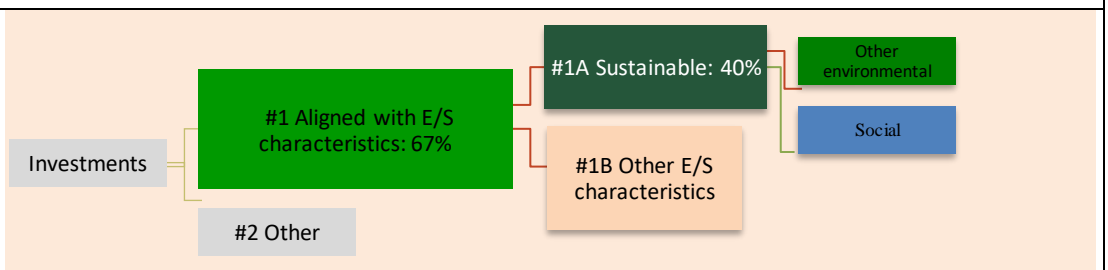 Investments
#1 Aligned with E/S
characteristics: 67%
#2 Other
#1A Sustainable: 40%
#1B Other E/S
characteristics
Other
environmental
Social